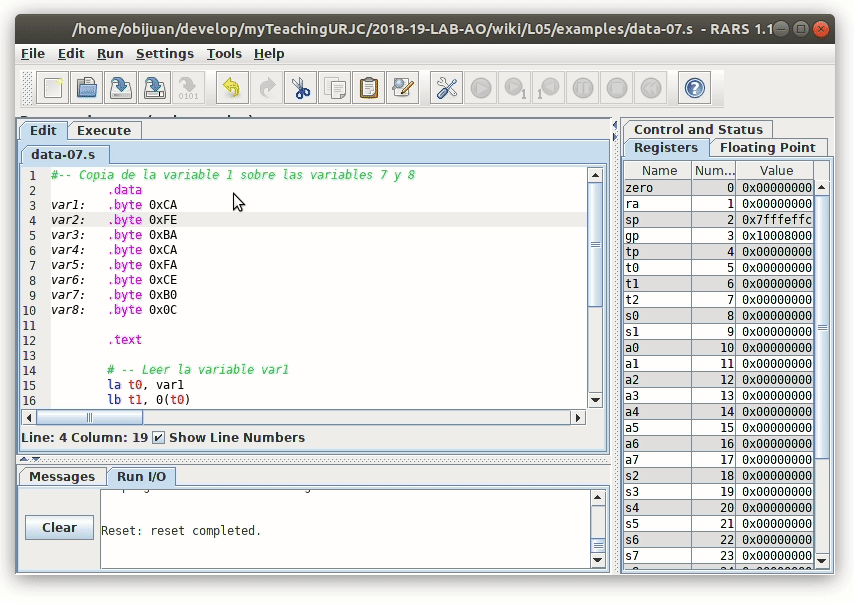 /home/obijuan/develop/myTeachingURJC/2018-19-LAB-AO/wiki/L05/examples/data-07.s - RARS 1.1
File Edit Run Settings Tools Help
Edit Execute
data-07.s
1 #-- Copia de la variable 1 sobre las variables 7 y 8
2 .data
3 var1: .byte 0xCA
4 var2: .byte 0xFE
5 var3: .byte 0xBA
6 var4: .byte 0xCA
7 var5: .byte 0xFA
8 var6: .byte 0xCE
9 var7: .byte 0xB0
10 var8: .byte 0x0C
11
12 .text
13
14 # -- Leer la variable var1
15 la t0, var1
16 lb t1, 0(t0)
Line: 4 Column: 19 Show Line Numbers
Messages Run I/O
Clear
Reset: reset completed.
Control and Status
Registers Floating Point
Name Num... Value
zero 0 0x00000000
ra 1 0x00000000
sp 2 0x7fffeffc
gp 3 0x10008000
tp 4 0x00000000
t0 5 0x00000000
t1 6 0x00000000
t2 7 0x00000000
s0 8 0x00000000
s1 9 0x00000000
a0 10 0x00000000
a1 11 0x00000000
a2 12 0x00000000
a3 13 0x00000000
a4 14 0x00000000
a5 15 0x00000000
a6 16 0x00000000
a7 17 0x00000000
s2 18 0x00000000
s3 19 0x00000000
s4 20 0x00000000
s5 21 0x00000000
s6 22 0x00000000
s7 23 0x00000000